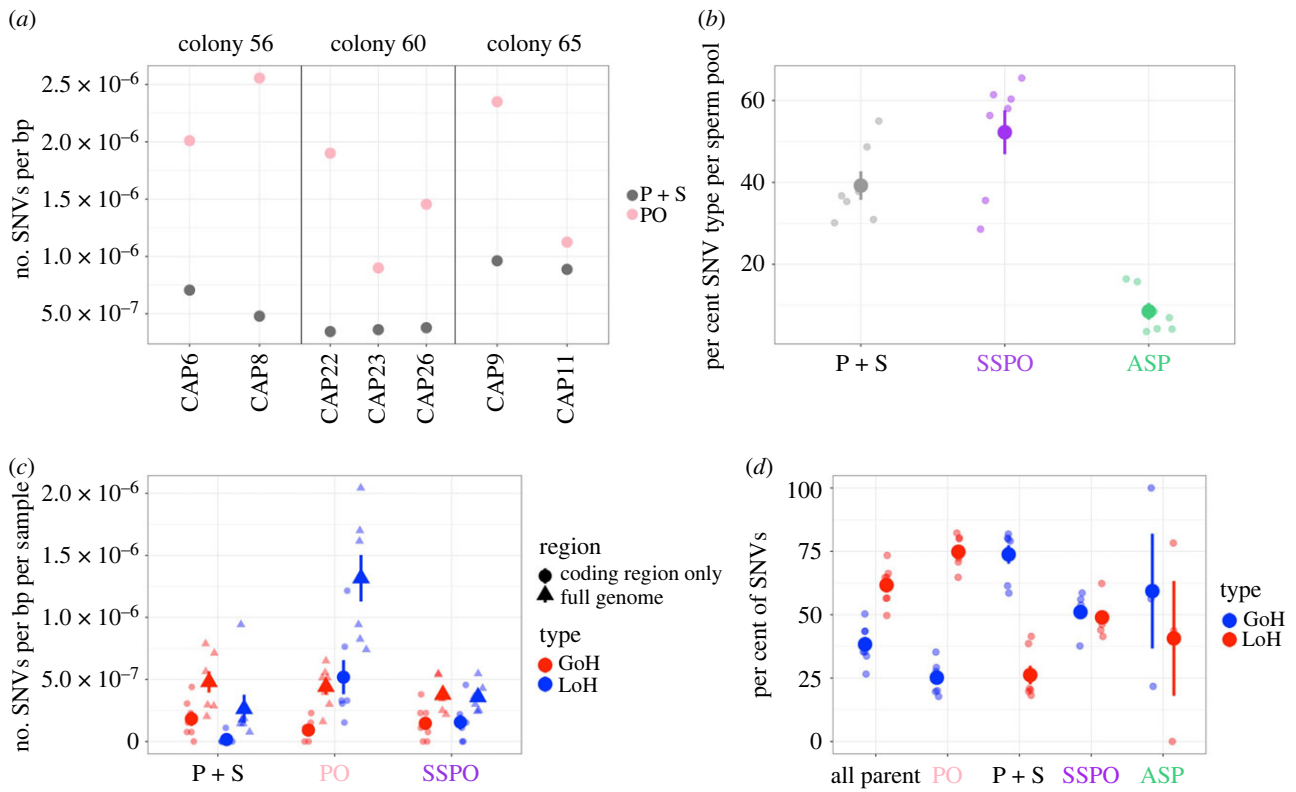 (a)
colony 56 colony 60 colony 65
no. SNVs per bp
2.5 × 10⁻⁶
2.0 × 10⁻⁶
1.5 × 10⁻⁶
1.0 × 10⁻⁶
5.0 × 10⁻⁷
CAP6 CAP8 CAP22 CAP23 CAP26 CAP9 CAP11
P + S
PO
(b)
per cent SNV type per sperm pool
60
40
20
P + S SSPO ASP
(c)
no. SNVs per bp per sample
2.0 × 10⁻⁶
1.5 × 10⁻⁶
1.0 × 10⁻⁶
5.0 × 10⁻⁷
0
P + S PO SSPO
region
coding region only
full genome
type
GoH
LoH
(d)
per cent of SNVs
100
75
50
25
0
all parent PO P + S SSPO ASP
type
GoH
LoH